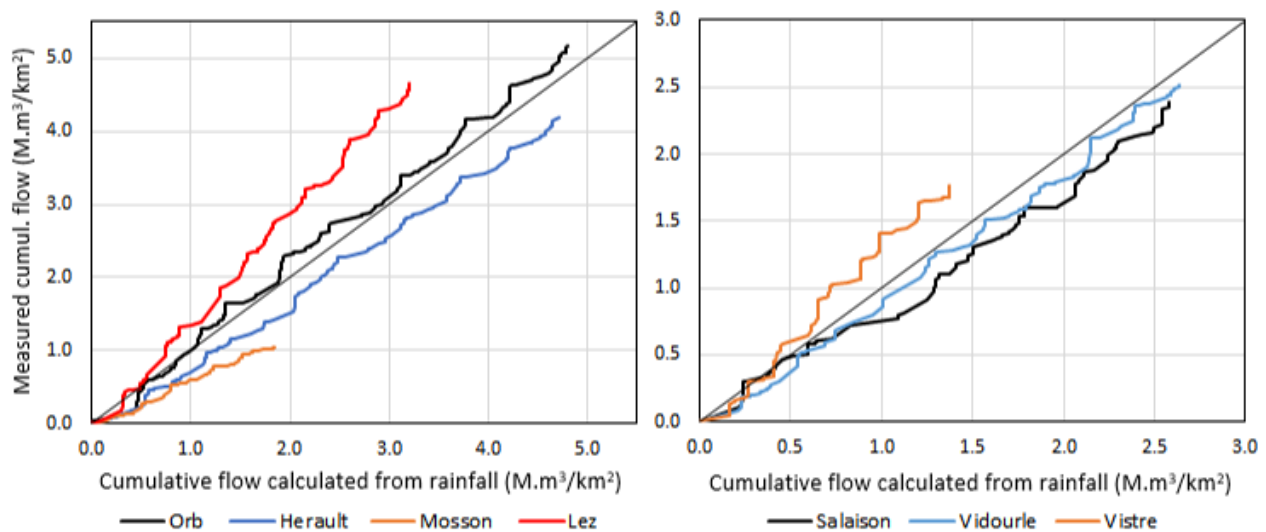 Measured cumul. flow (M.m³/km²)
5.0
4.0
3.0
2.0
1.0
0.0
0.0 1.0 2.0 3.0 4.0 5.0
Cumulative flow calculated from rainfall (M.m³/km²)
Orb Herault Mosson Lez
3.0
2.5
2.0
1.5
1.0
0.5
0.0
0.0 0.5 1.0 1.5 2.0 2.5 3.0
Cumulative flow calculated from rainfall (M.m³/km²)
Salaison Vidourle Vistre